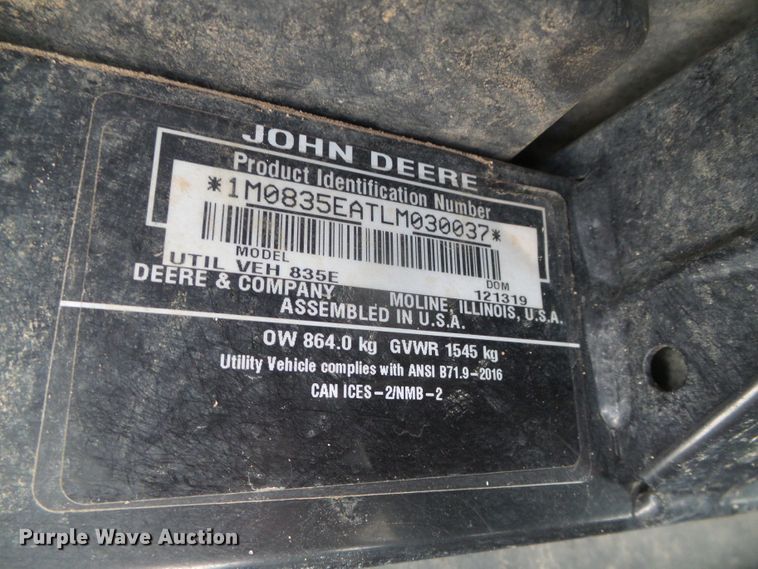 JOHN DEERE
Product Identification Number
*1M0835EATLM030037*
MODEL DOM
UTIL VEH 835E 121319
DEERE & COMPANY MOLINE, ILLINOIS, U.S.A.
ASSEMBLED IN U.S.A.
OW 864.0 kg GVWR 1545 kg
Utility Vehicle complies with ANSI B71.9-2016
CAN ICES-2/NMB-2
Purple Wave Auction